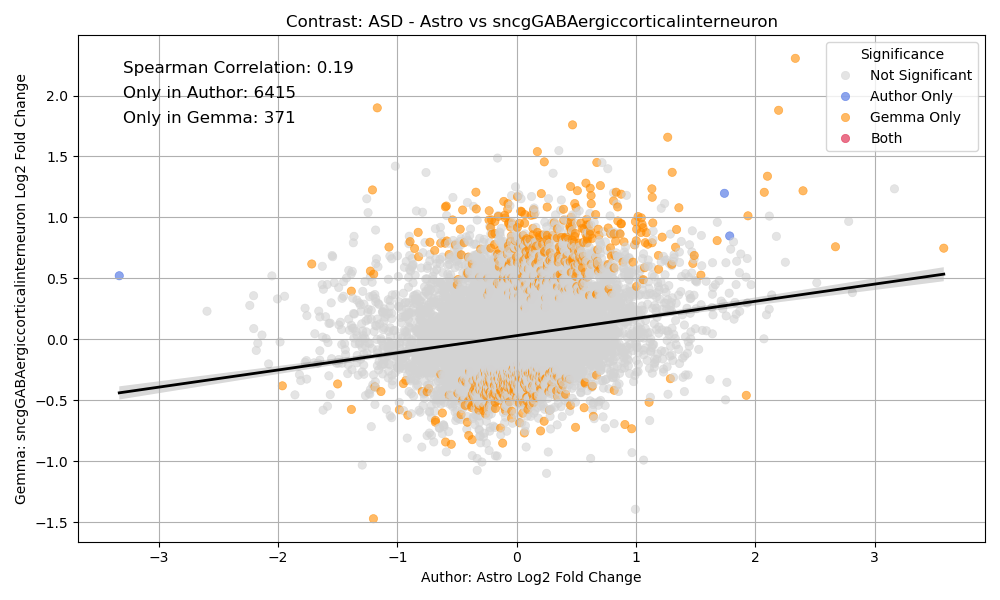 Contrast: ASD - Astro vs sncgGABAergiccorticalinterneuron
Spearman Correlation: 0.19
Only in Author: 6415
Only in Gemma: 371
Significance
Not Significant
Author Only
Gemma Only
Both
Gemma: sncgGABAergiccorticalinterneuron Log2 Fold Change
2.0
1.5
1.0
0.5
0.0
−0.5
−1.0
−1.5
−3
−2
−1
0
1
2
3
Author: Astro Log2 Fold Change